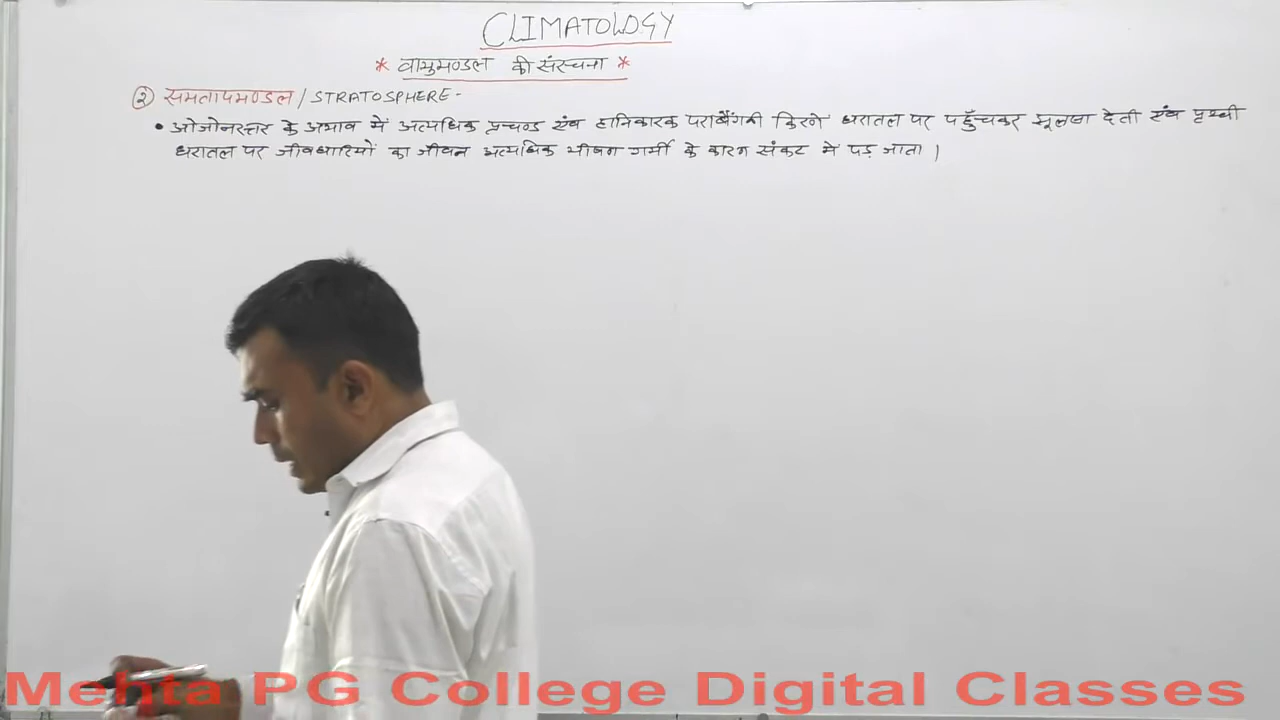 CLIMATOLOGY
* वायुमण्डल की संरचना *
② समतापमण्डल / STRATOSPHERE -
• ओजोनस्तर के अभाव में अत्यधिक प्रचण्ड एंव हानिकारक पराबैंगनी किरणे धरातल पर पहुँचकर झूलसा देती एंव पृथ्वी
धरातल पर जीवधारियों का जीवन अत्यधिक भीषण गर्मी के कारण संकट में पड़ जाता ।
Mehta PG College Digital Classes